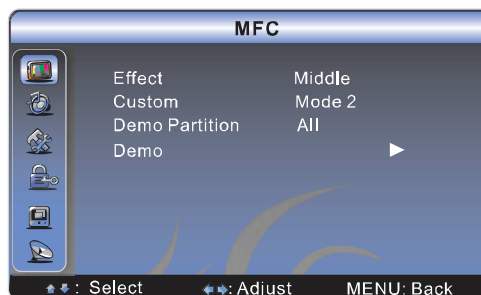 MFC
Effect Middle
Custom Mode 2
Demo Partition All
Demo
: Select : Adjust MENU: Back